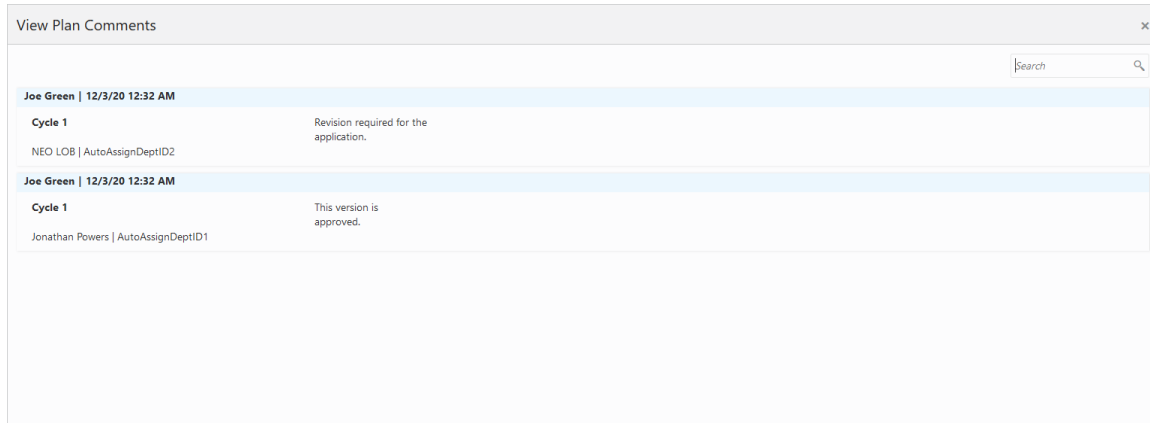 View Plan Comments
×
Search
Joe Green | 12/3/20 12:32 AM
Cycle 1
Revision required for the
application.
NEO LOB | AutoAssignDeptID2
Joe Green | 12/3/20 12:32 AM
Cycle 1
This version is
approved.
Jonathan Powers | AutoAssignDeptID1